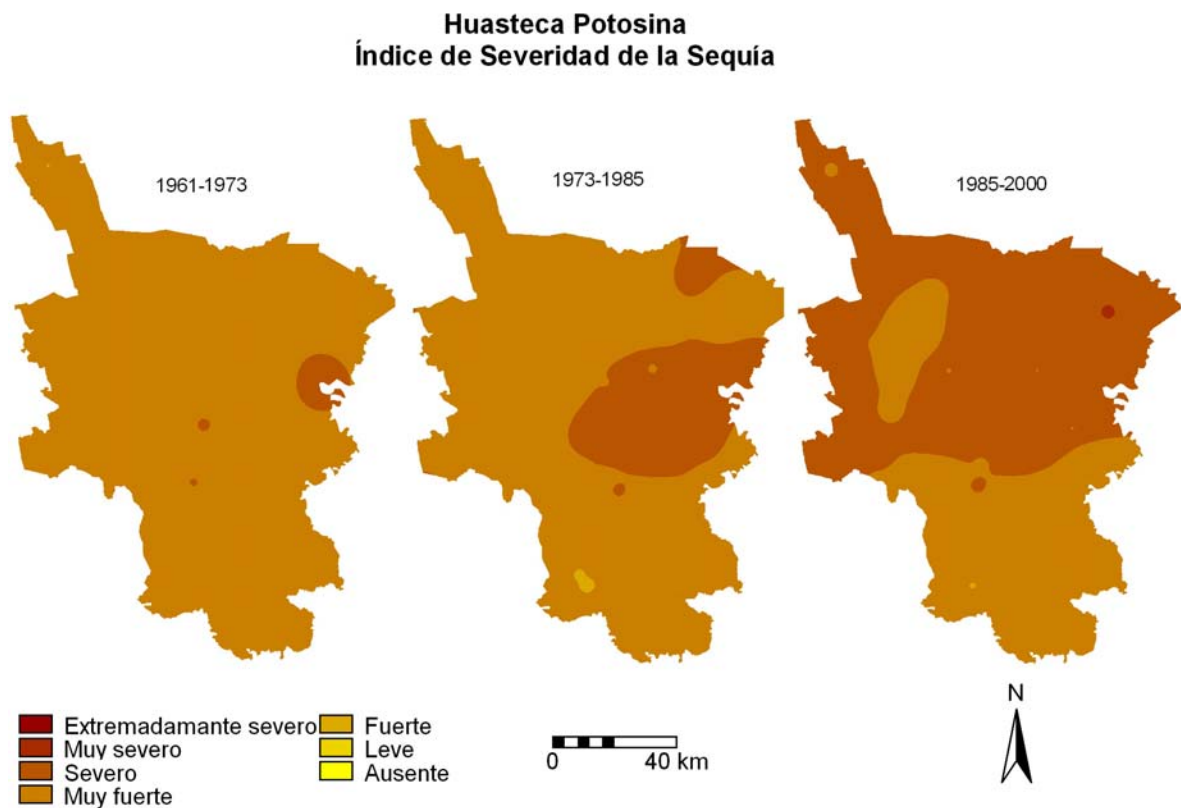 Huasteca Potosina
Índice de Severidad de la Sequía
1961-1973
1973-1985
1985-2000
Extremadamante severo
Muy severo
Severo
Muy fuerte
Fuerte
Leve
Ausente
0 40 km
N